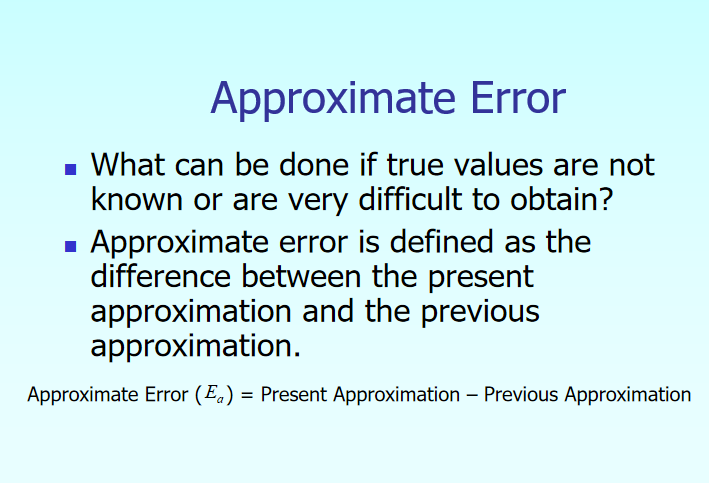 Approximate Error
■ What can be done if true values are not
known or are very difficult to obtain?
■ Approximate error is defined as the
difference between the present
approximation and the previous
approximation.
Approximate Error (Eₐ) = Present Approximation – Previous Approximation